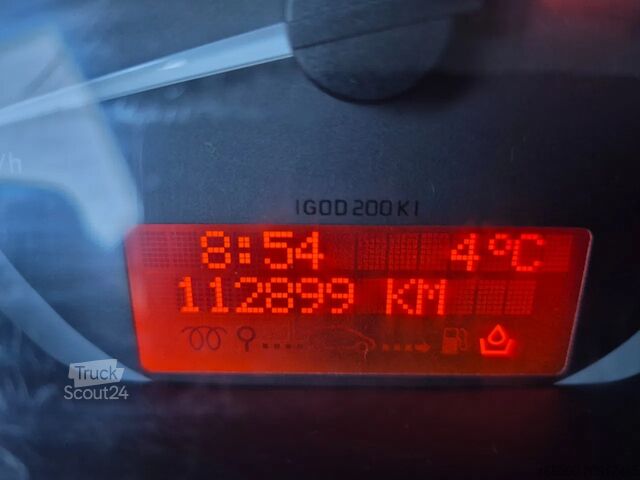 /h
IGOD200KI
8:54 4°C
112899 KM
Truck
Scout24